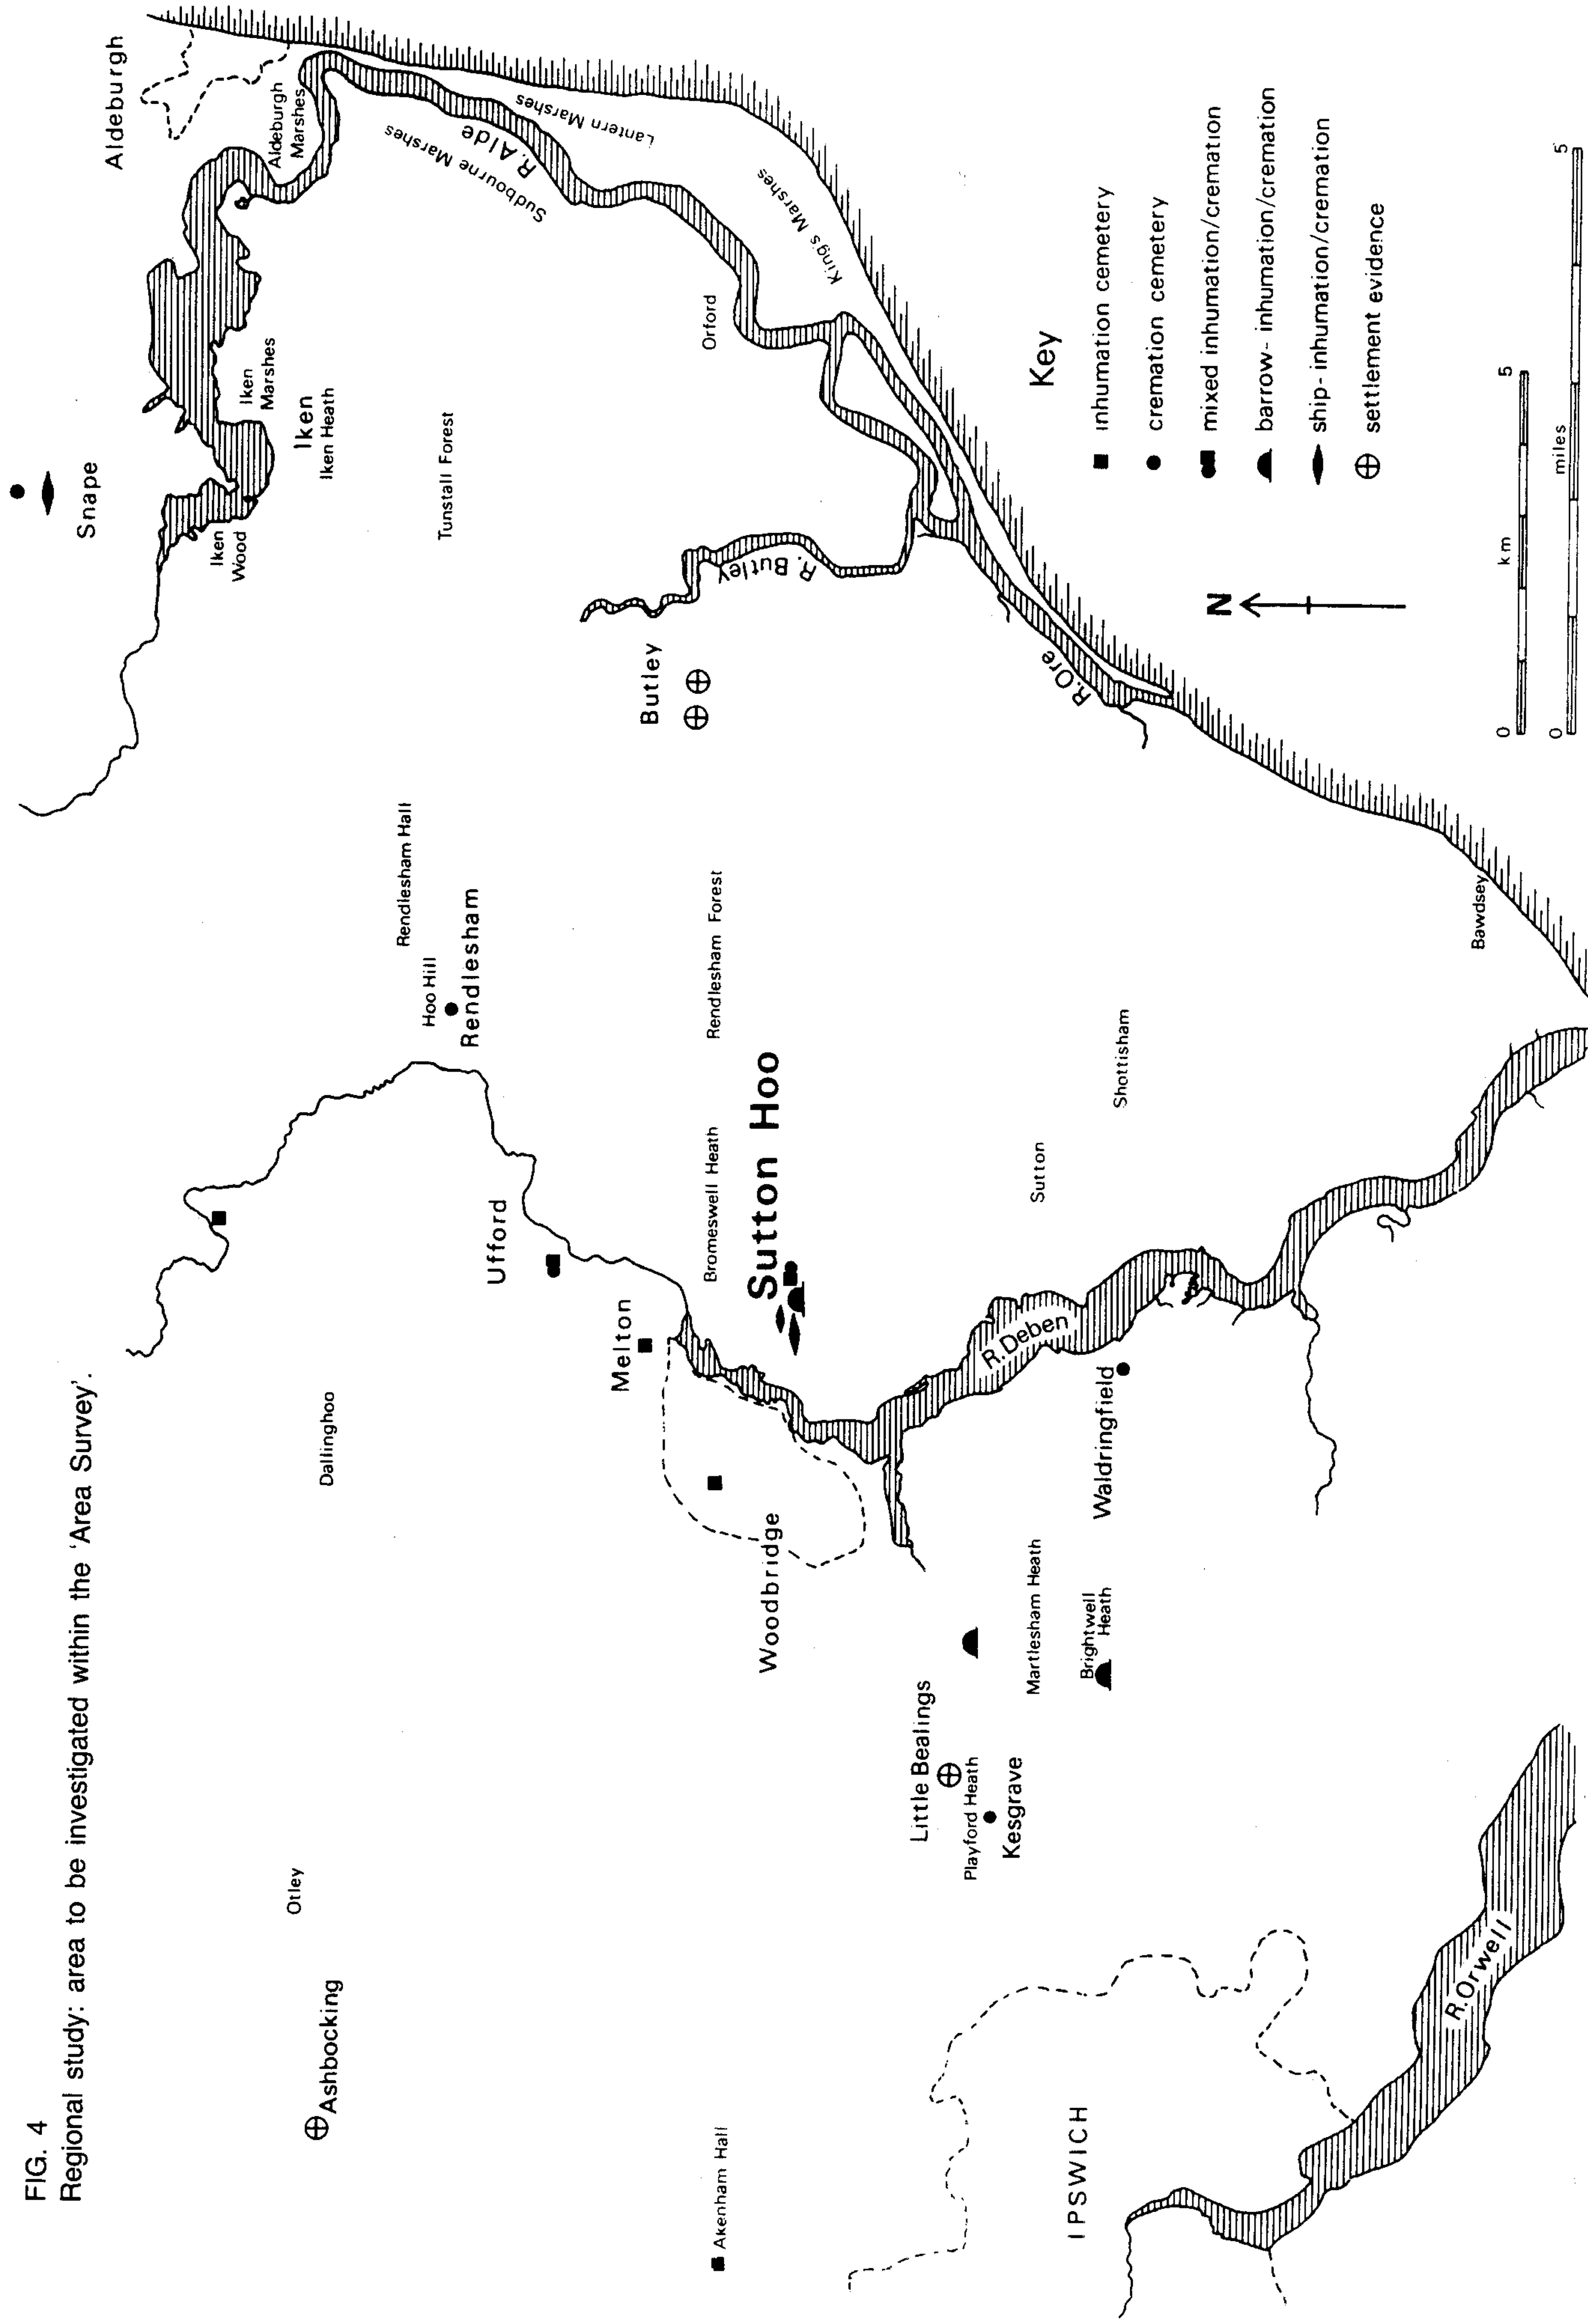 FIG. 4
Regional study: area to be investigated within the 'Area Survey'.
Snape
Aldeburgh
Aldeburgh
Marshes
Iken
Wood
Iken
Marshes
Iken
Iken Heath
Sudbourne Marshes
R. Alde
Lantern Marshes
Tunstall Forest
King's Marshes
Orford
Otley
Ashbocking
Dallinghoo
Rendlesham Hall
Hoo Hill
Rendlesham
Ufford
Melton
Butley
R. Butley
R. Ore
Akenham Hall
Woodbridge
Bromeswell Heath
Rendlesham Forest
Sutton Hoo
Little Bealings
Playford Heath
Kesgrave
Martlesham Heath
Brightwell
Heath
R. Deben
Waldringfield
Sutton
Shottisham
Bawdsey
IPSWICH
R. Orwell
Key
inhumation cemetery
cremation cemetery
mixed inhumation/cremation
barrow-inhumation/cremation
ship-inhumation/cremation
settlement evidence
N
0 km 5
0 miles 5